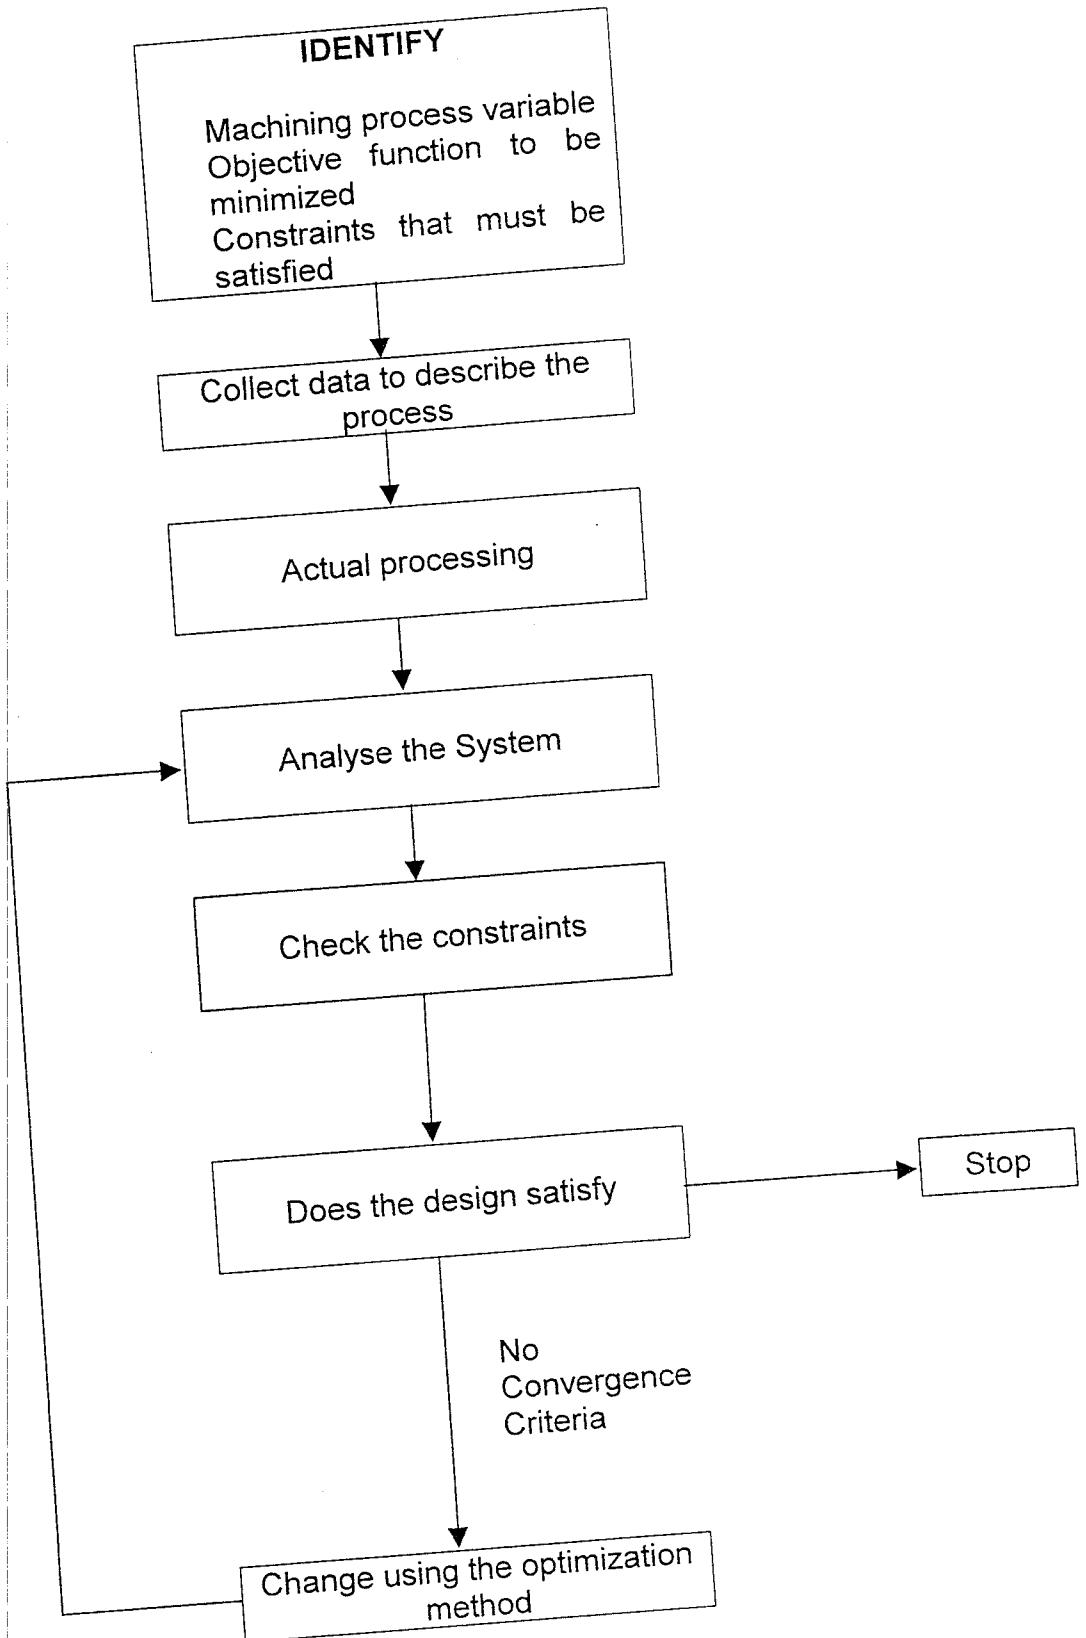 IDENTIFY
Machining process variable
Objective function to be
minimized
Constraints that must be
satisfied
Collect data to describe the
process
Actual processing
Analyse the System
Check the constraints
Does the design satisfy
Stop
No
Convergence
Criteria
Change using the optimization
method